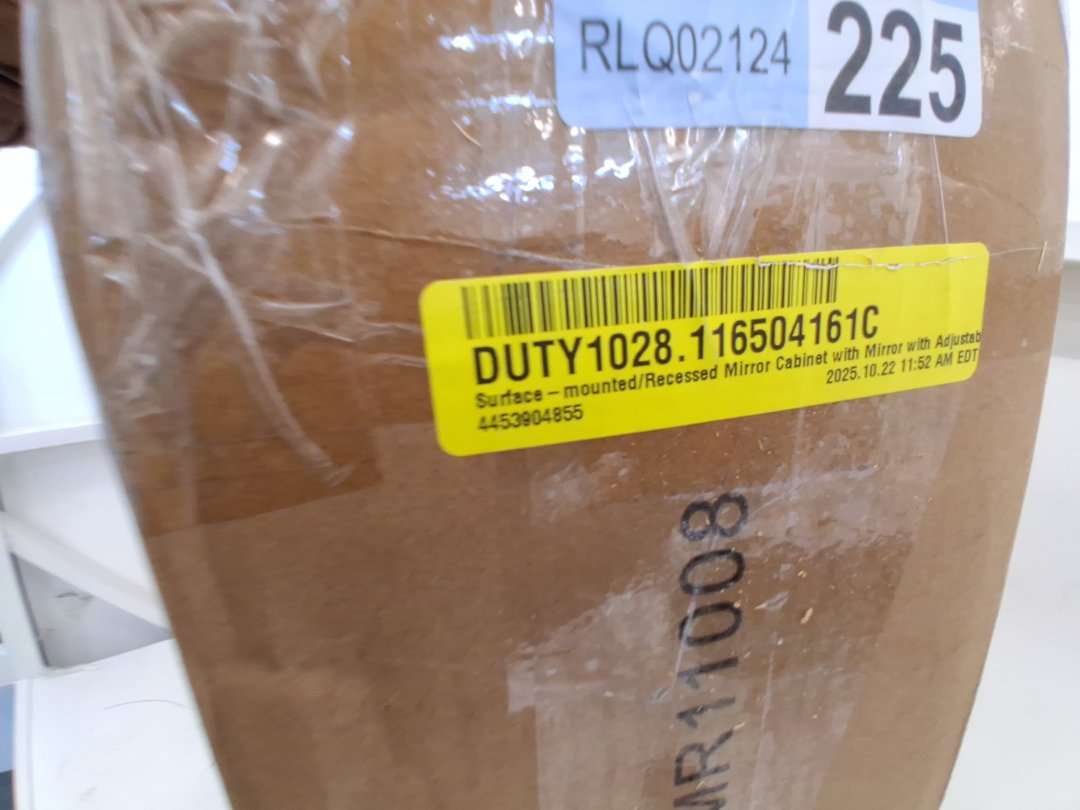 RLQ02124 225
DUTY1028.116504161C
Surface - mounted/Recessed Mirror Cabinet with Mirror with Adjustab
2025.10.22 11:52 AM EDT
4453904855
MR11008